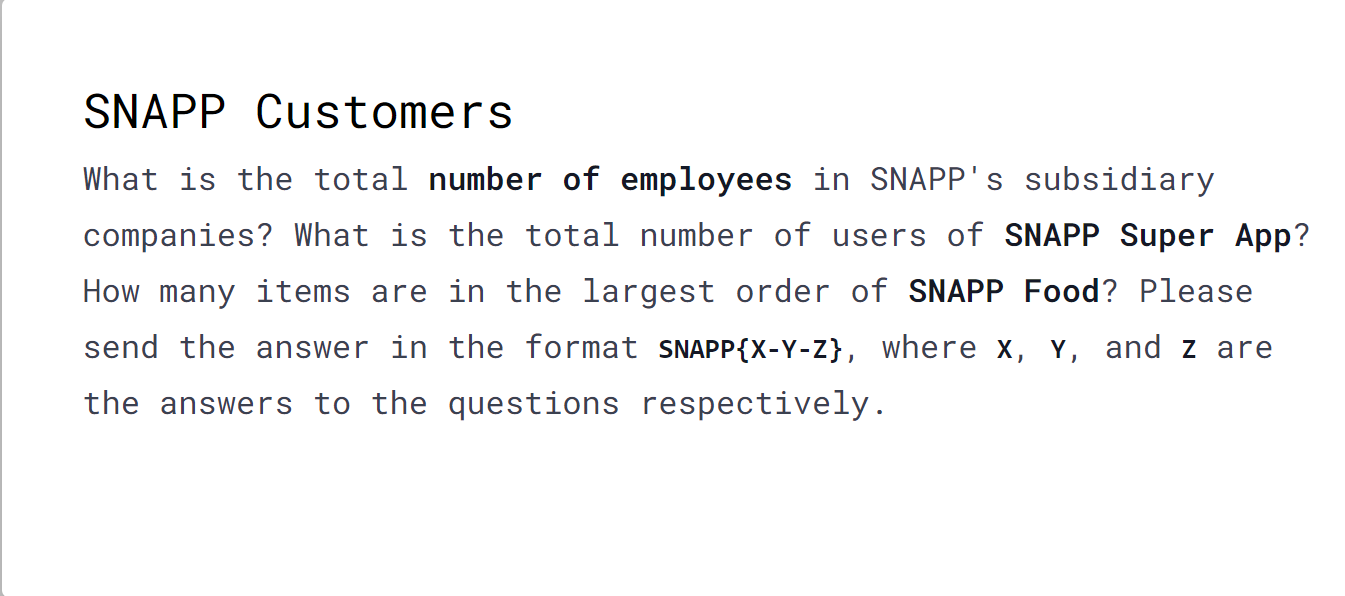 SNAPP Customers
What is the total number of employees in SNAPP's subsidiary
companies? What is the total number of users of SNAPP Super App?
How many items are in the largest order of SNAPP Food? Please
send the answer in the format SNAPP{X-Y-Z}, where X, Y, and Z are
the answers to the questions respectively.